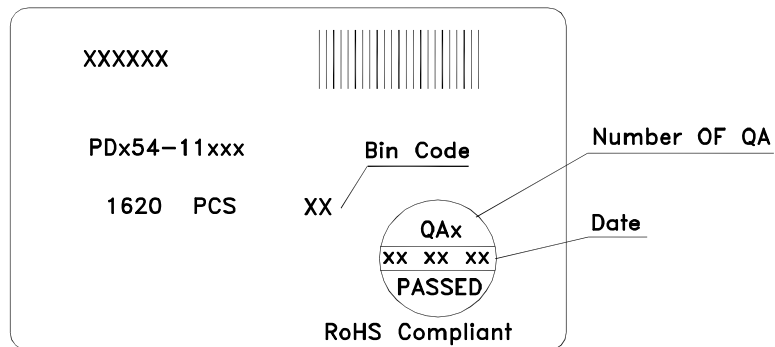 XXXXXX
PDx54-11xxx
Bin Code
Number OF QA
1620 PCS
XX
QAx
Date
XX XX XX
PASSED
RoHS Compliant